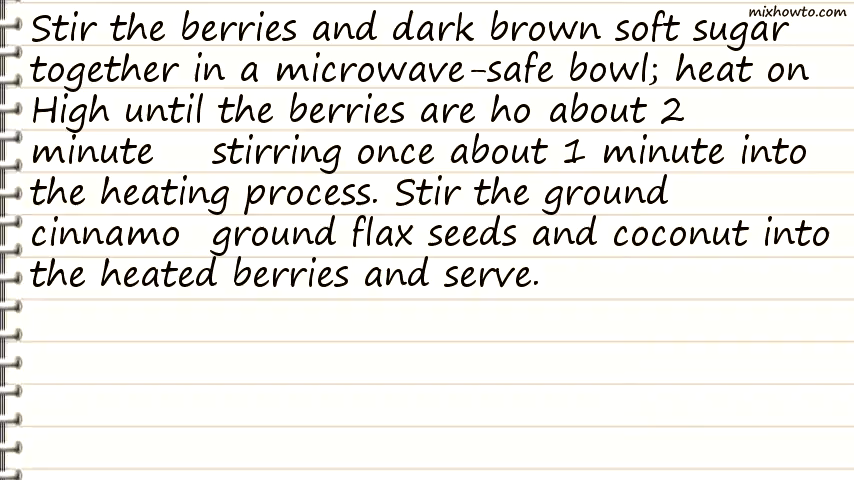 mixhowto.com
Stir the berries and dark brown soft sugar
together in a microwave-safe bowl; heat on
High until the berries are ho about 2
minute stirring once about 1 minute into
the heating process. Stir the ground
cinnamo ground flax seeds and coconut into
the heated berries and serve.